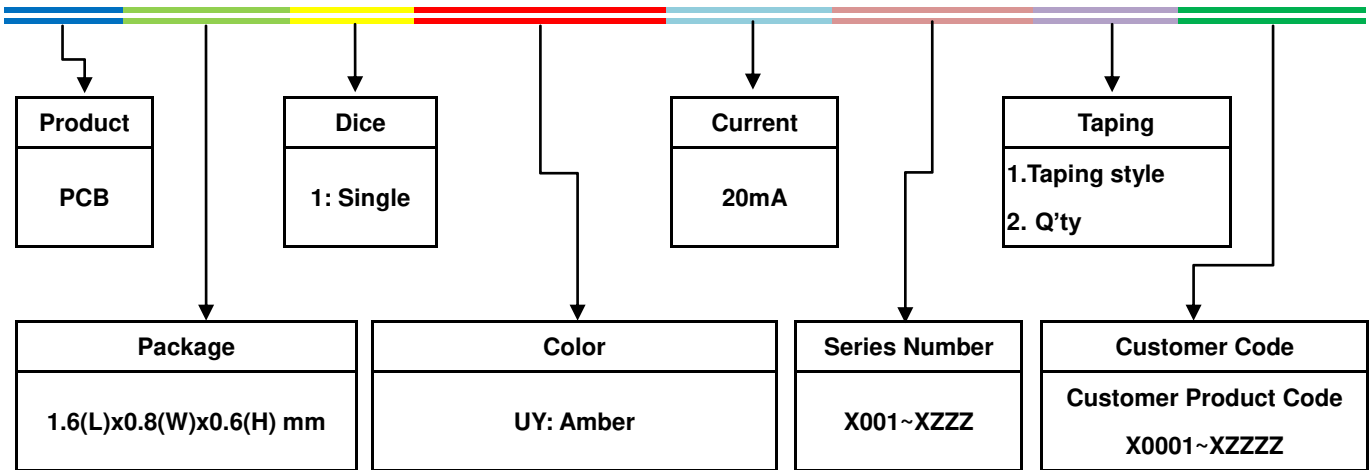 Product
PCB
Dice
1: Single
Current
20mA
Taping
1.Taping style
2. Q’ty
Package
1.6(L)x0.8(W)x0.6(H) mm
Color
UY: Amber
Series Number
X001~XZZZ
Customer Code
Customer Product Code
X0001~XZZZZ